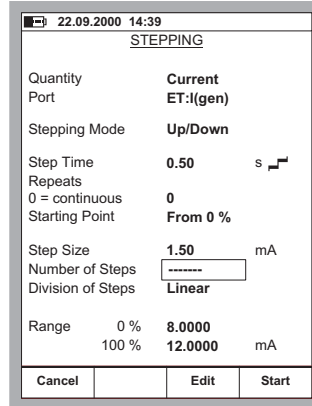 22.09.2000 14:39
STEPPING
Quantity Current
Port ET:I(gen)
Stepping Mode Up/Down
Step Time 0.50 s
Repeats
0 = continuous 0
Starting Point From 0 %
Step Size 1.50 mA
Number of Steps -------
Division of Steps Linear
Range 0 % 8.0000
100 % 12.0000 mA
Cancel Edit Start